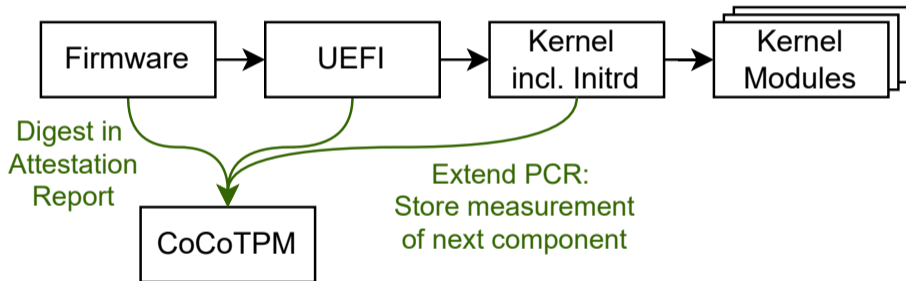 Firmware
UEFI
Kernel
incl. Initrd
Kernel
Modules
Digest in
Attestation
Report
Extend PCR:
Store measurement
of next component
CoCoTPM